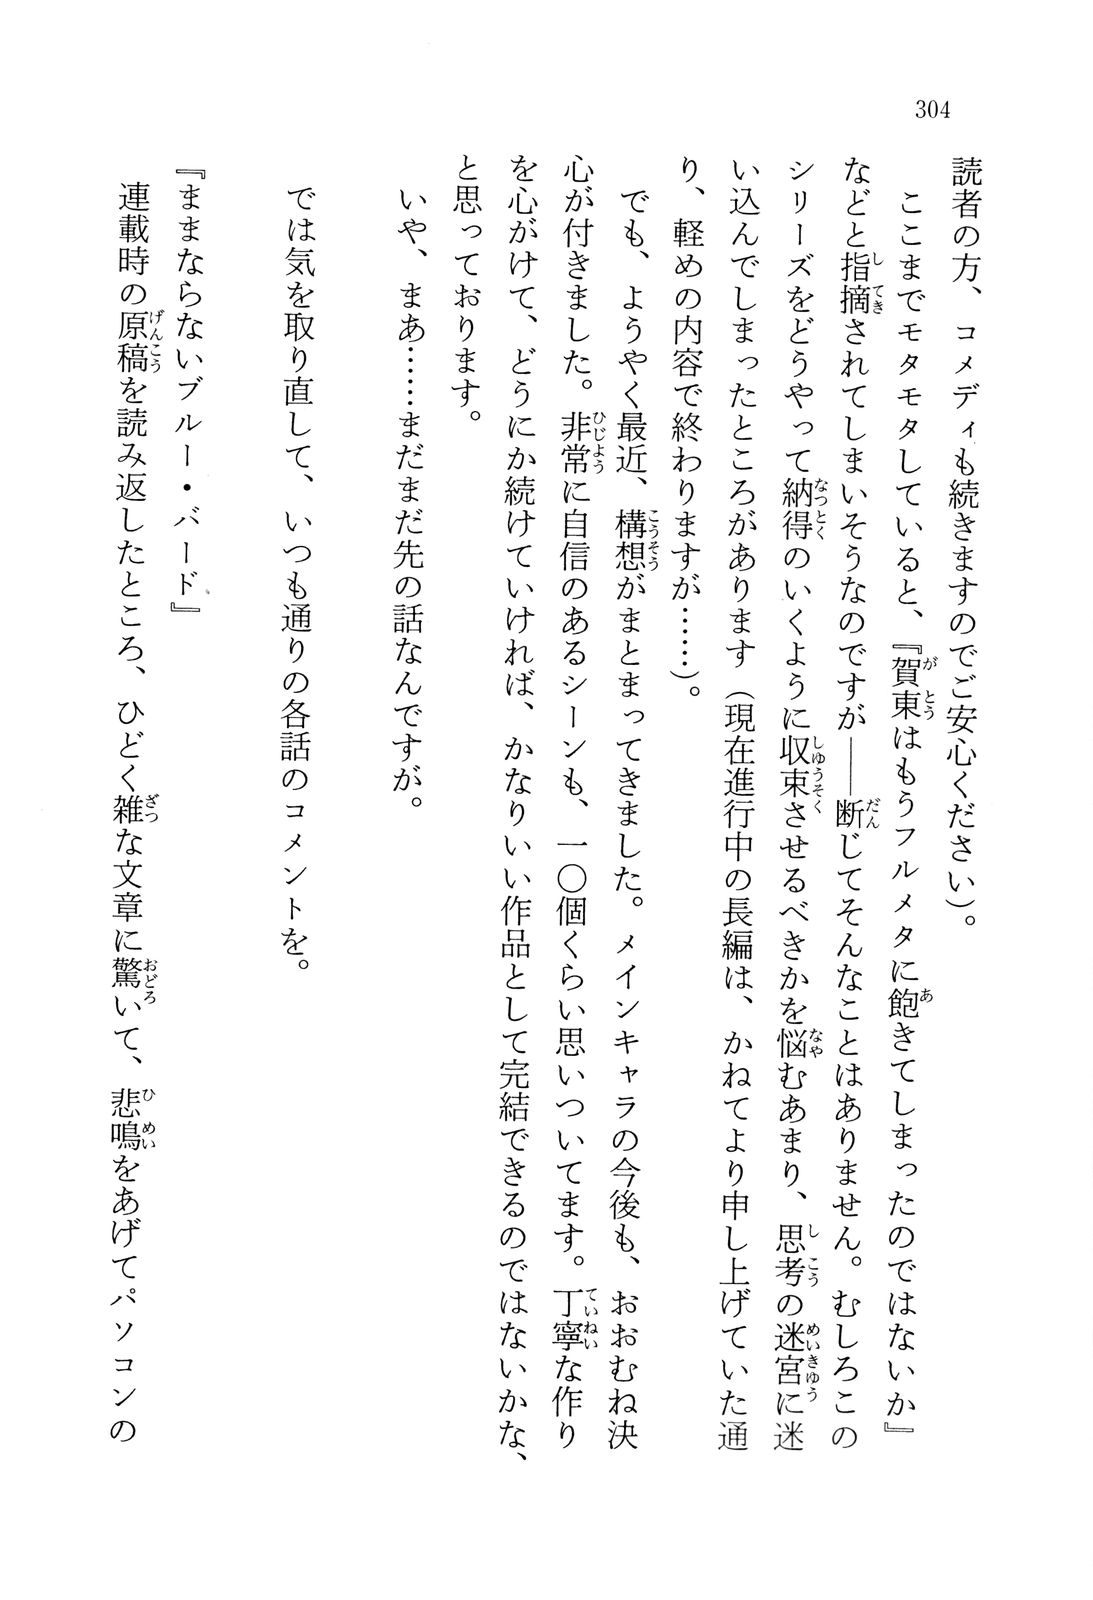 304
読者の方、コメディも続きますのでご安心ください）。
　ここまでモタモタしていると、『賀東はもうフルメタに飽きてしまったのではないか』
などと指摘されてしまいそうなのですが――断じてそんなことはありません。むしろこの
シリーズをどうやって納得のいくように収束させるべきかを悩むあまり、思考の迷宮に迷
い込んでしまったところがあります（現在進行中の長編は、かねてより申し上げていた通
り、軽めの内容で終わりますが……）。
　でも、ようやく最近、構想がまとまってきました。メインキャラの今後も、おおむね決
心が付きました。非常に自信のあるシーンも、一〇個くらい思いついてます。丁寧な作り
を心がけて、どうにか続けていければ、かなりいい作品として完結できるのではないかな、
と思っております。
　いや、まあ……まだまだ先の話なんですが。
　では気を取り直して、いつも通りの各話のコメントを。
『ままならないブルー・バード』
　連載時の原稿を読み返したところ、ひどく雑な文章に驚いて、悲鳴をあげてパソコンの